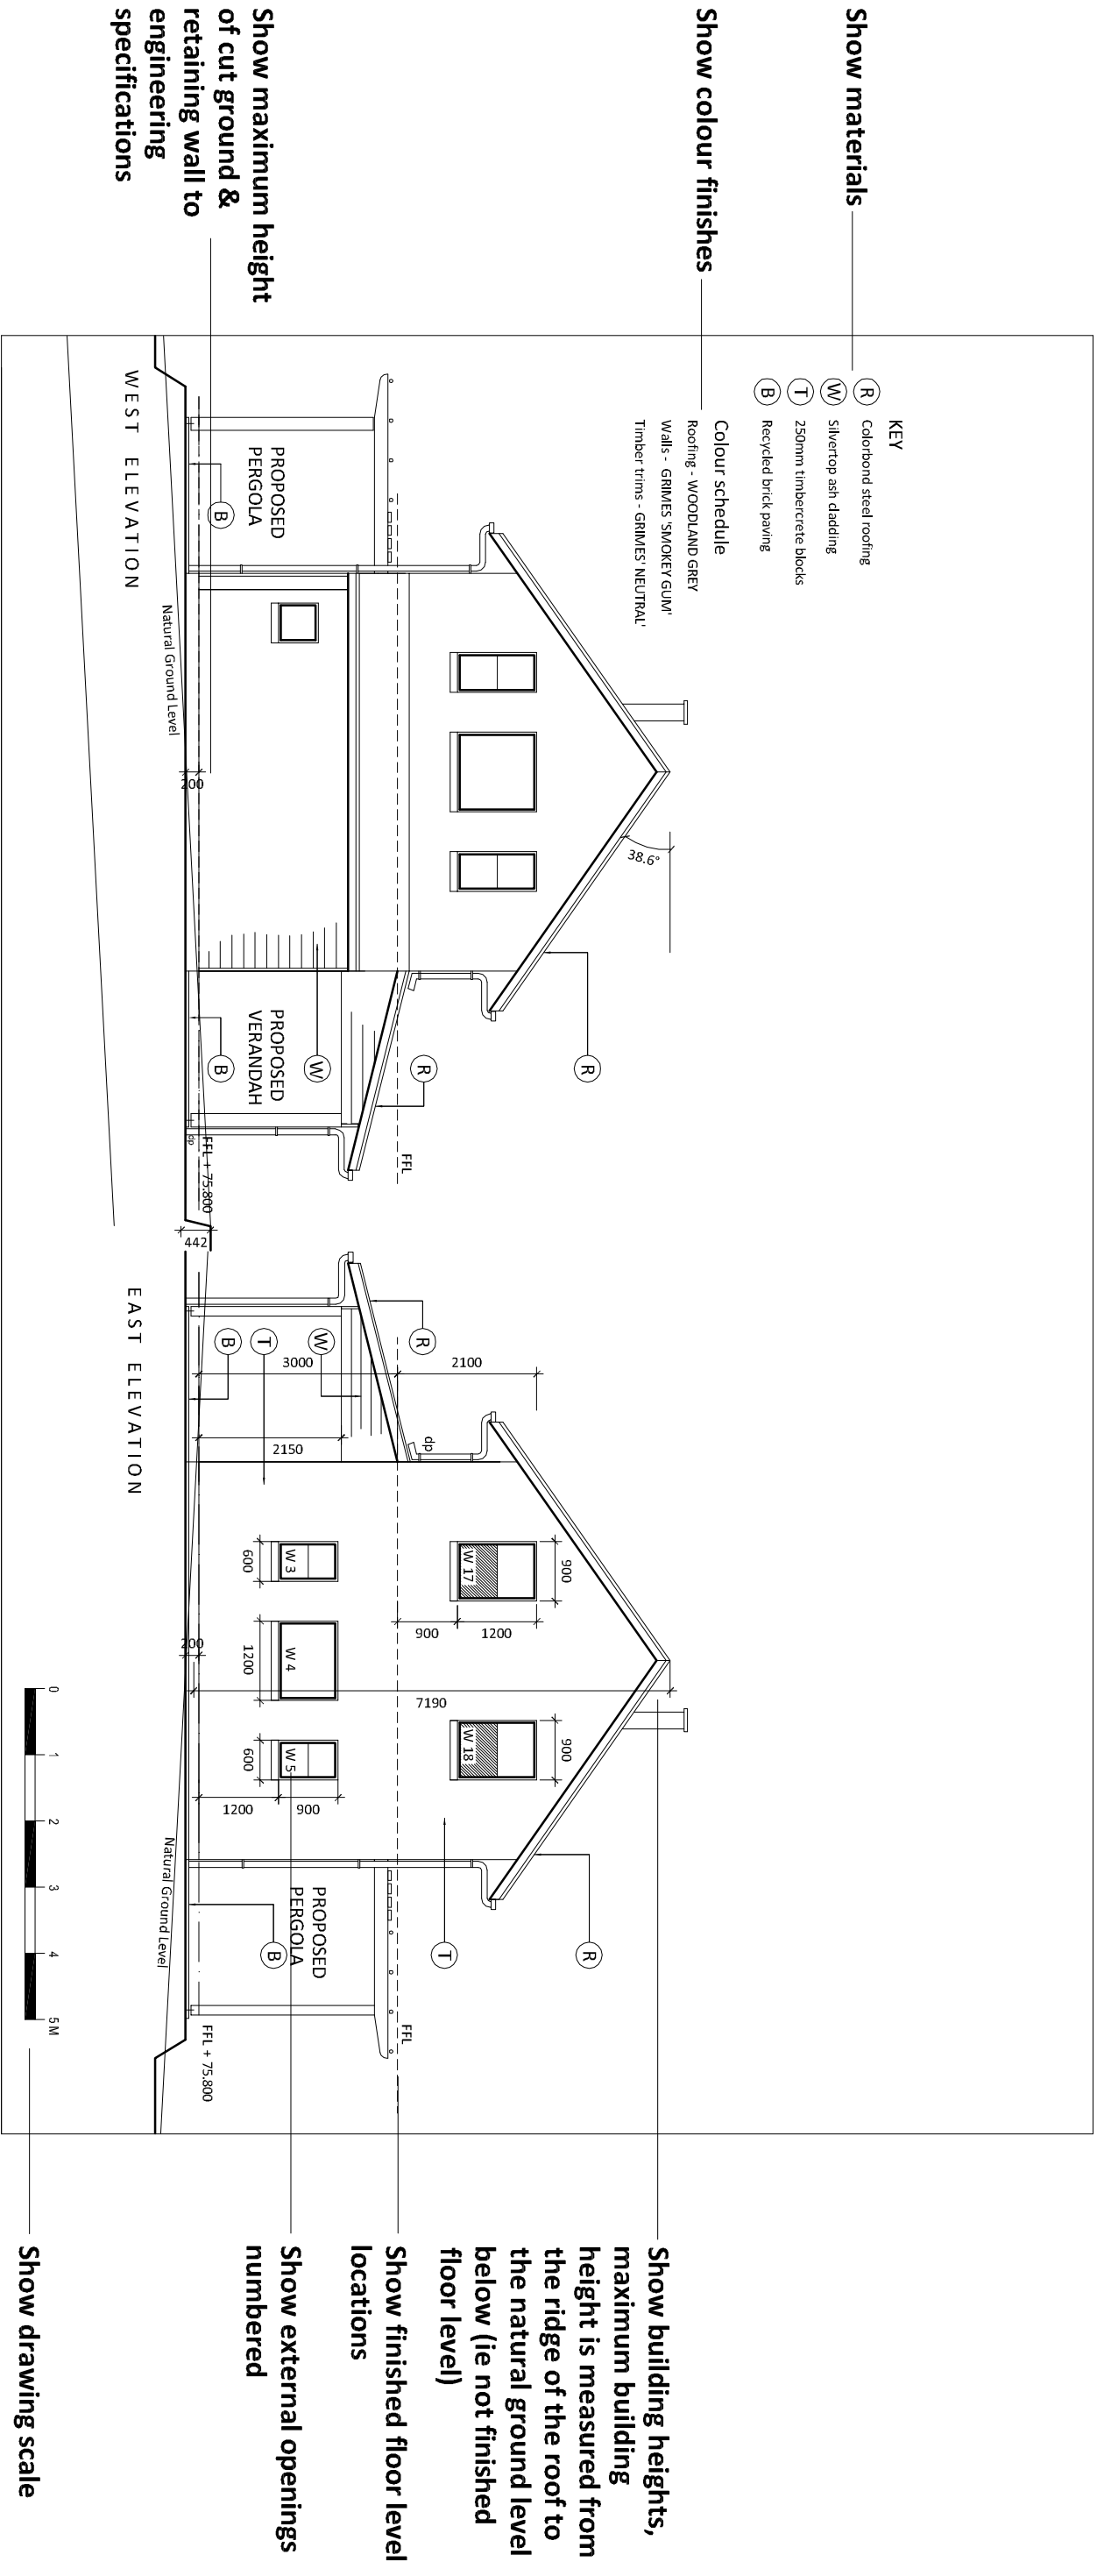 Show materials
Show colour finishes
Show maximum height
of cut ground &
retaining wall to
engineering
specifications
KEY
R Colorbond steel roofing
W Silvertop ash cladding
T 250mm timbercrete blocks
B Recycled brick paving
Colour schedule
Roofing - WOODLAND GREY
Walls - GRIMES 'SMOKEY GUM'
Timber trims - GRIMES' NEUTRAL'
38.6°
R
R
W
B
B
PROPOSED
PERGOLA
PROPOSED
VERANDAH
FFL
FFL + 75.800
dp
Natural Ground Level
200
442
WEST ELEVATION
R
R
T
W
T
B
B
dp
2100
3000
2150
900
900
W 17
W 18
900
1200
7190
W 3
W 4
W 5
600
1200
600
1200
900
200
PROPOSED
PERGOLA
FFL
FFL + 75.800
Natural Ground Level
EAST ELEVATION
0 1 2 3 4 5 M
Show building heights,
maximum building
height is measured from
the ridge of the roof to
the natural ground level
below (ie not finished
floor level)
Show finished floor level
locations
Show external openings
numbered
Show drawing scale